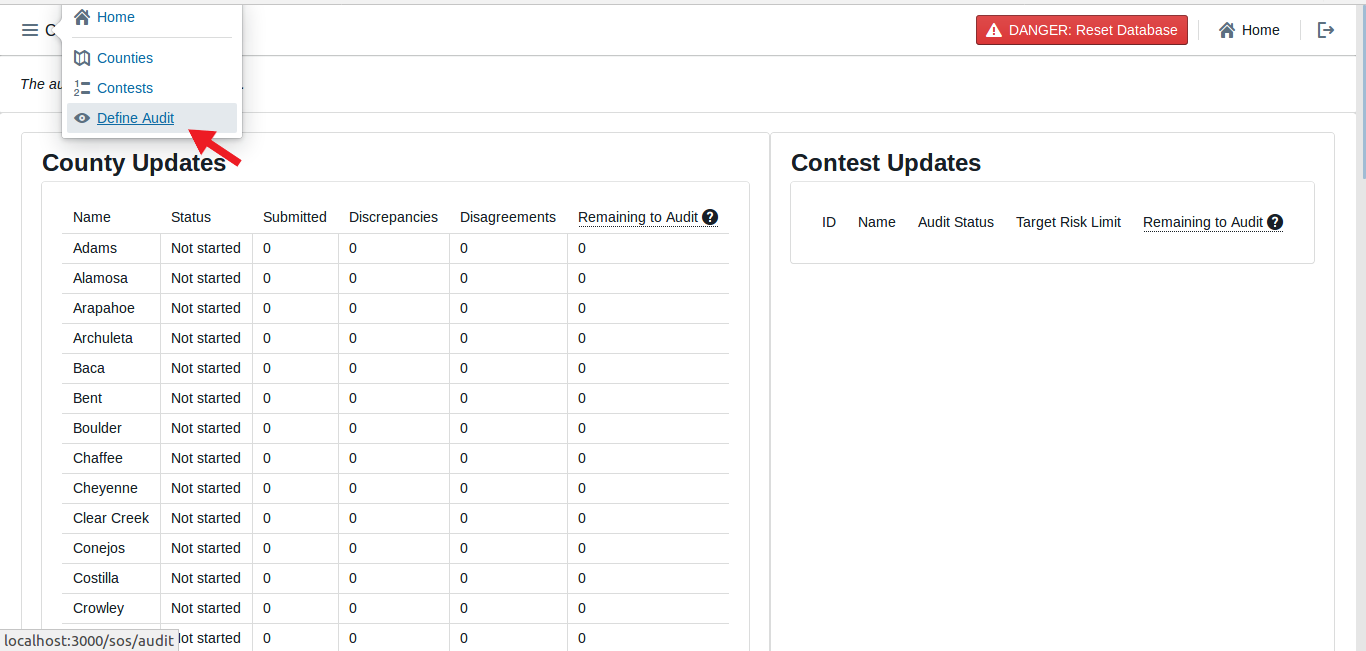 C
DANGER: Reset Database
Home
Home
Counties
Contests
Define Audit
The au
.
County Updates
Name Status Submitted Discrepancies Disagreements Remaining to Audit ?
Adams Not started 0 0 0 0
Alamosa Not started 0 0 0 0
Arapahoe Not started 0 0 0 0
Archuleta Not started 0 0 0 0
Baca Not started 0 0 0 0
Bent Not started 0 0 0 0
Boulder Not started 0 0 0 0
Chaffee Not started 0 0 0 0
Cheyenne Not started 0 0 0 0
Clear Creek Not started 0 0 0 0
Conejos Not started 0 0 0 0
Costilla Not started 0 0 0 0
Crowley Not started 0 0 0 0
ot started 0 0 0 0
Contest Updates
ID Name Audit Status Target Risk Limit Remaining to Audit ?
localhost:3000/sos/audit